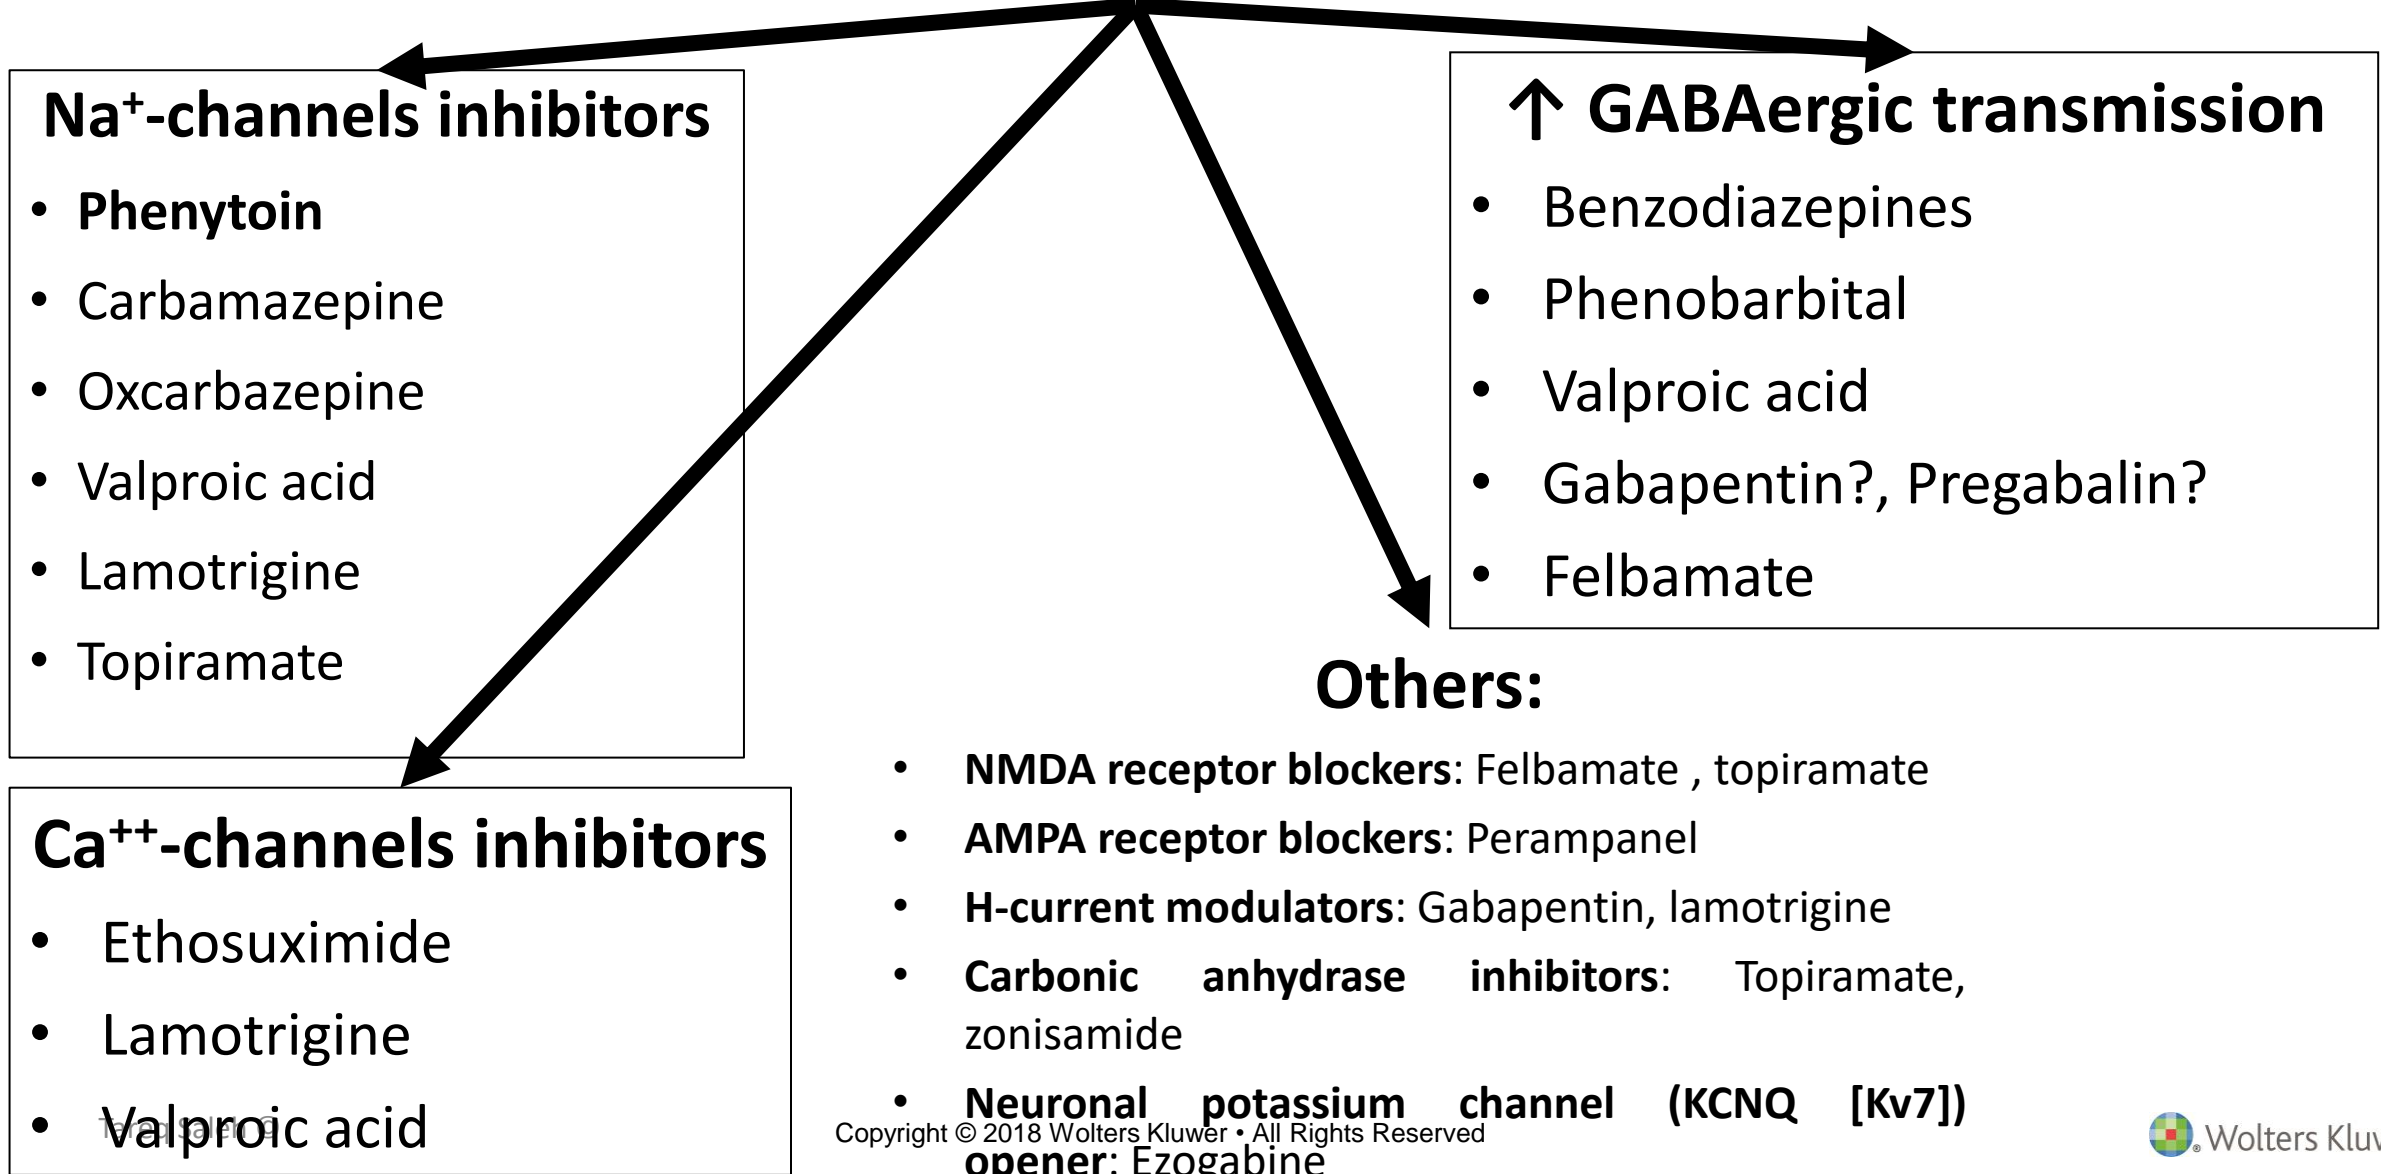 Na⁺-channels inhibitors
• Phenytoin
• Carbamazepine
• Oxcarbazepine
• Valproic acid
• Lamotrigine
• Topiramate
↑ GABAergic transmission
• Benzodiazepines
• Phenobarbital
• Valproic acid
• Gabapentin?, Pregabalin?
• Felbamate
Ca⁺⁺-channels inhibitors
• Ethosuximide
• Lamotrigine
• Valproic acid
Others:
• NMDA receptor blockers: Felbamate , topiramate
• AMPA receptor blockers: Perampanel
• H-current modulators: Gabapentin, lamotrigine
• Carbonic anhydrase inhibitors: Topiramate,
zonisamide
• Neuronal potassium channel (KCNQ [Kv7])
opener: Ezogabine
Tareq Saleh ©
Copyright © 2018 Wolters Kluwer • All Rights Reserved
Wolters